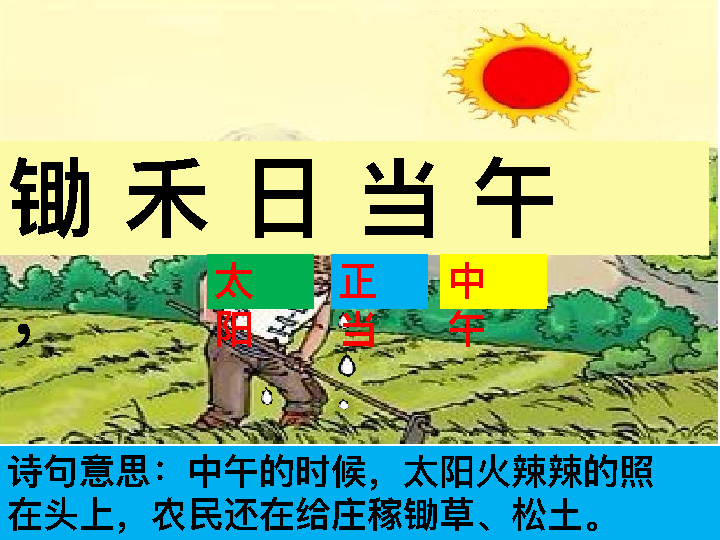 锄禾日当午
，
太阳 正当 中午
诗句意思：中午的时候，太阳火辣辣的照
在头上，农民还在给庄稼锄草、松土。